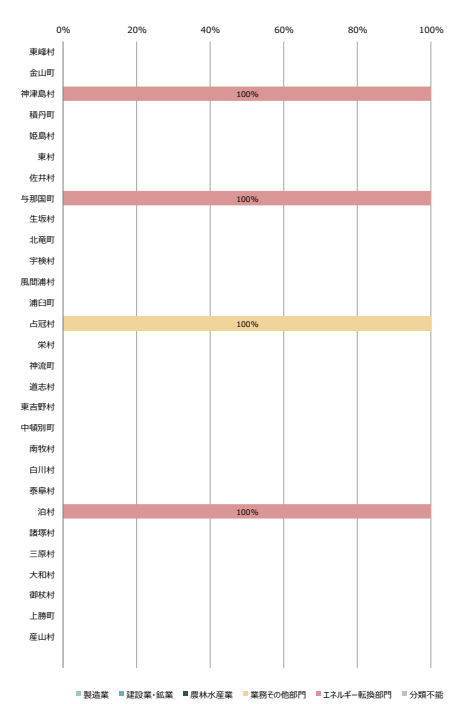 0% 20% 40% 60% 80% 100%
東峰村
金山町
神津島村 100%
積丹町
姫島村
東村
佐井村
与那国町 100%
生坂村
北竜町
宇検村
風間浦村
浦臼町
占冠村 100%
栄村
神流町
道志村
東吉野村
中頓別町
南牧村
白川村
泰阜村
泊村 100%
諸塚村
三原村
大和村
御杖村
上勝町
産山村
製造業 建設業・鉱業 農林水産業 業務その他部門 エネルギー転換部門 分類不能